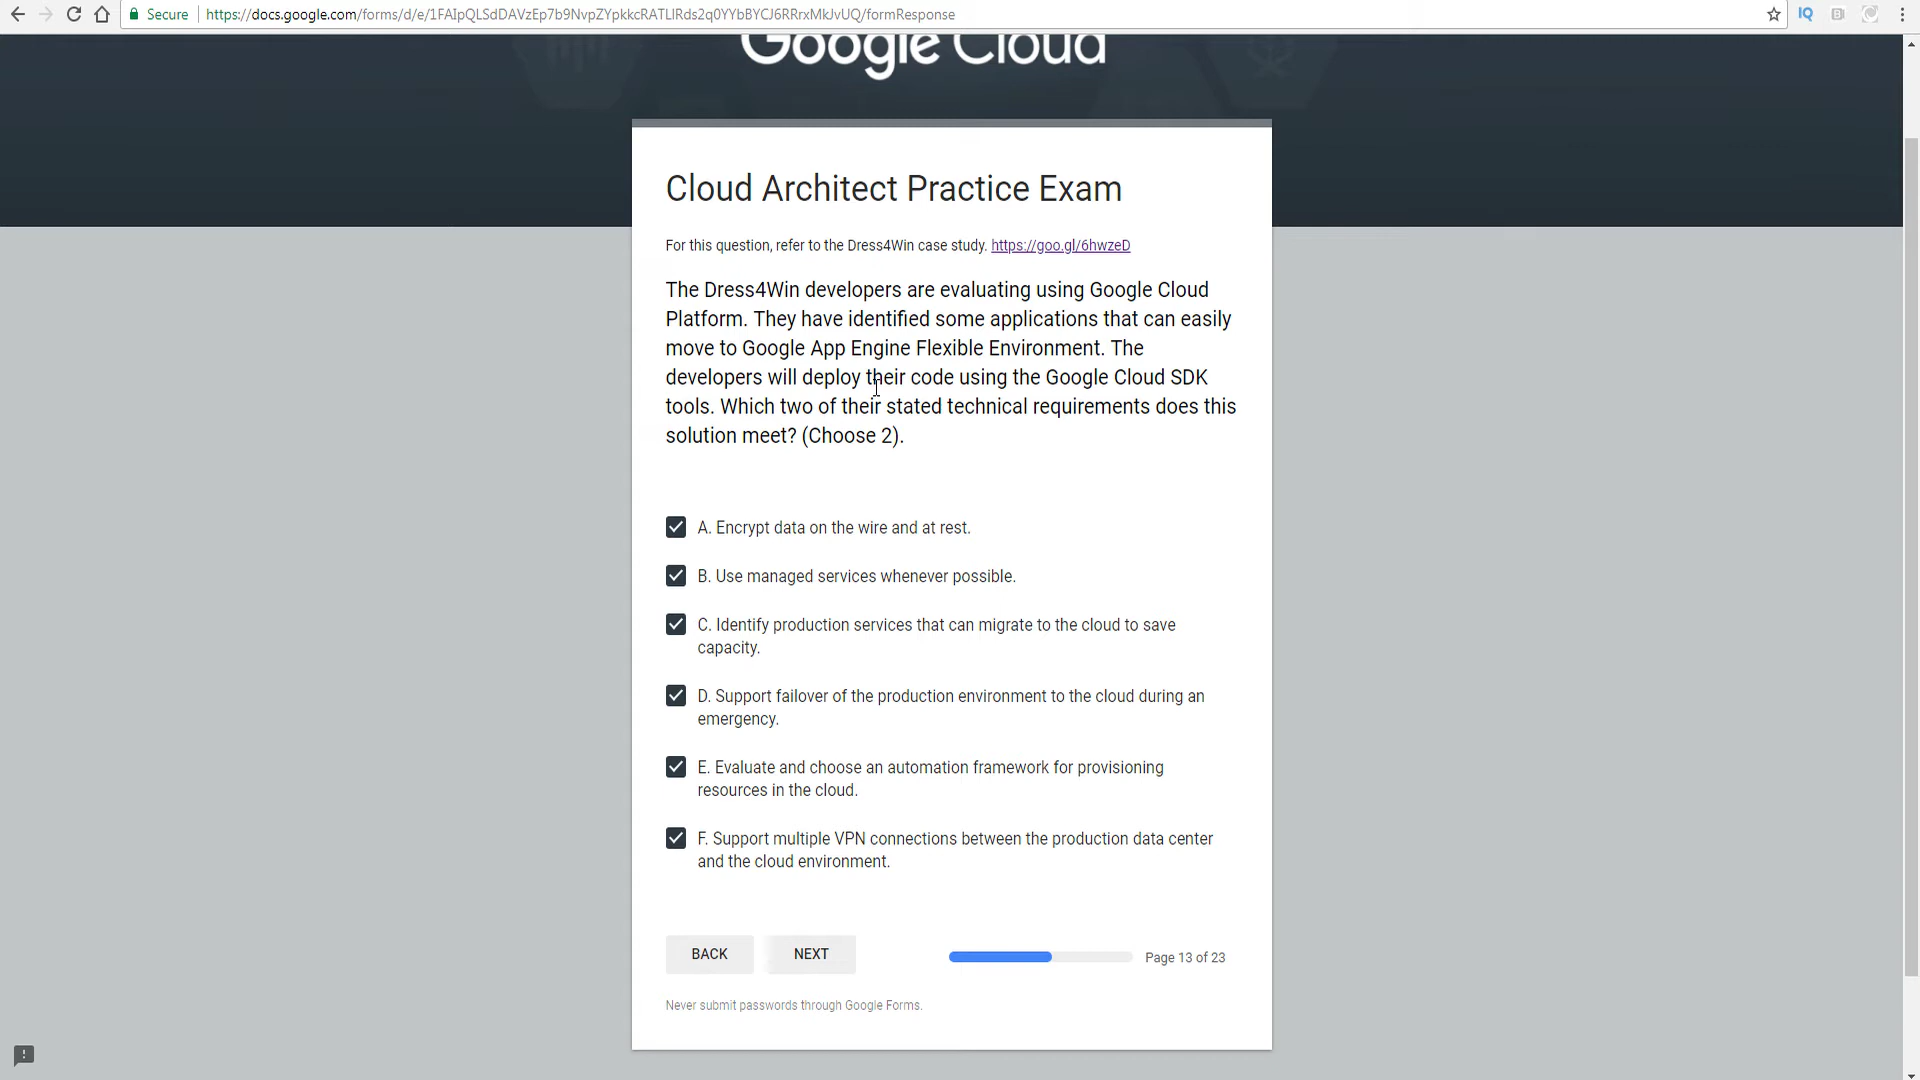 https://docs.google.com/forms/d/e/1FAIpQLSdDAVzEp7b9NvpZYpkkcRATLlRds2q0YYbBYCJ6RRrxMkJvUQ/formResponse
Secure
IQ
Google Cloud
Cloud Architect Practice Exam
For this question, refer to the Dress4Win case study. https://goo.gl/6hwzeD
The Dress4Win developers are evaluating using Google Cloud
Platform. They have identified some applications that can easily
move to Google App Engine Flexible Environment. The
developers will deploy their code using the Google Cloud SDK
tools. Which two of their stated technical requirements does this
solution meet? (Choose 2).
A. Encrypt data on the wire and at rest.
B. Use managed services whenever possible.
C. Identify production services that can migrate to the cloud to save
capacity.
D. Support failover of the production environment to the cloud during an
emergency.
E. Evaluate and choose an automation framework for provisioning
resources in the cloud.
F. Support multiple VPN connections between the production data center
and the cloud environment.
BACK
NEXT
Page 13 of 23
Never submit passwords through Google Forms.